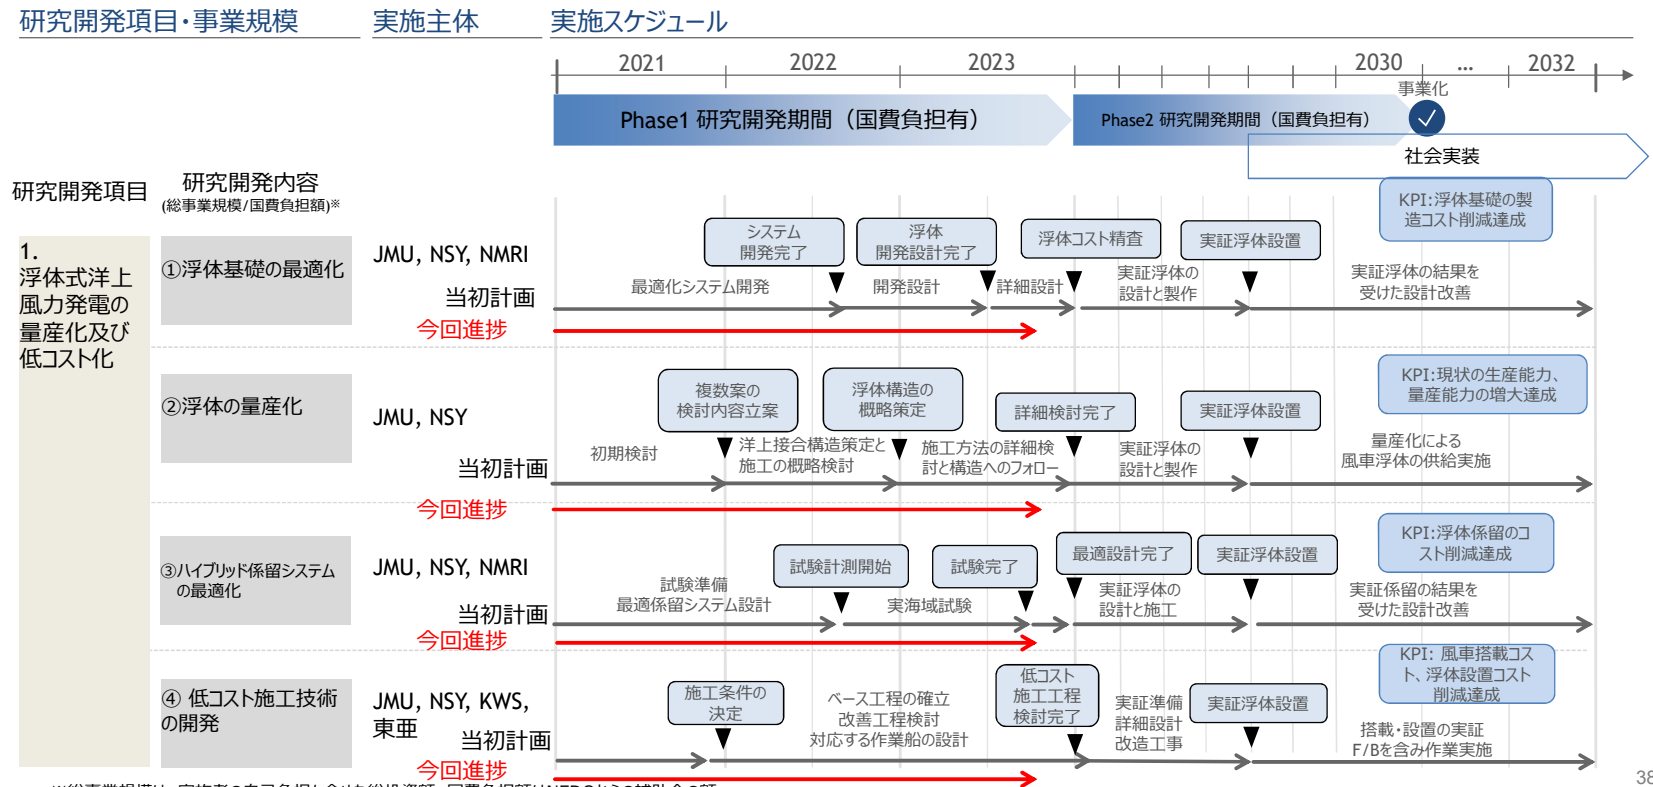 研究開発項目・事業規模
実施主体
実施スケジュール
2021
2022
2023
2030
...
2032
事業化
Phase1 研究開発期間（国費負担有）
Phase2 研究開発期間（国費負担有）
社会実装
研究開発項目
研究開発内容
(総事業規模/国費負担額)※
1.
浮体式洋上
風力発電の
量産化及び
低コスト化
①浮体基礎の最適化
JMU, NSY, NMRI
当初計画
今回進捗
システム
開発完了
浮体
開発設計完了
浮体コスト精査
実証浮体設置
KPI:浮体基礎の製
造コスト削減達成
最適化システム開発
開発設計
詳細設計
実証浮体の
設計と製作
実証浮体の結果を
受けた設計改善
②浮体の量産化
JMU, NSY
当初計画
今回進捗
複数案の
検討内容立案
浮体構造の
概略策定
詳細検討完了
実証浮体設置
KPI:現状の生産能力、
量産能力の増大達成
初期検討
洋上接合構造策定と
施工の概略検討
施工方法の詳細検
討と構造へのフォロー
実証浮体の
設計と製作
量産化による
風車浮体の供給実施
③ハイブリッド係留システム
の最適化
JMU, NSY, NMRI
当初計画
今回進捗
試験計測開始
試験完了
最適設計完了
実証浮体設置
KPI:浮体係留のコ
スト削減達成
試験準備
最適係留システム設計
実海域試験
実証浮体の
設計と施工
実証係留の結果を
受けた設計改善
④ 低コスト施工技術
の開発
JMU, NSY, KWS,
東亜
当初計画
今回進捗
施工条件の
決定
低コスト
施工工程
検討完了
実証浮体設置
KPI: 風車搭載コス
ト、浮体設置コスト
削減達成
ベース工程の確立
改善工程検討
対応する作業船の設計
実証準備
詳細設計
改造工事
搭載・設置の実証
F/Bを含み作業実施
38